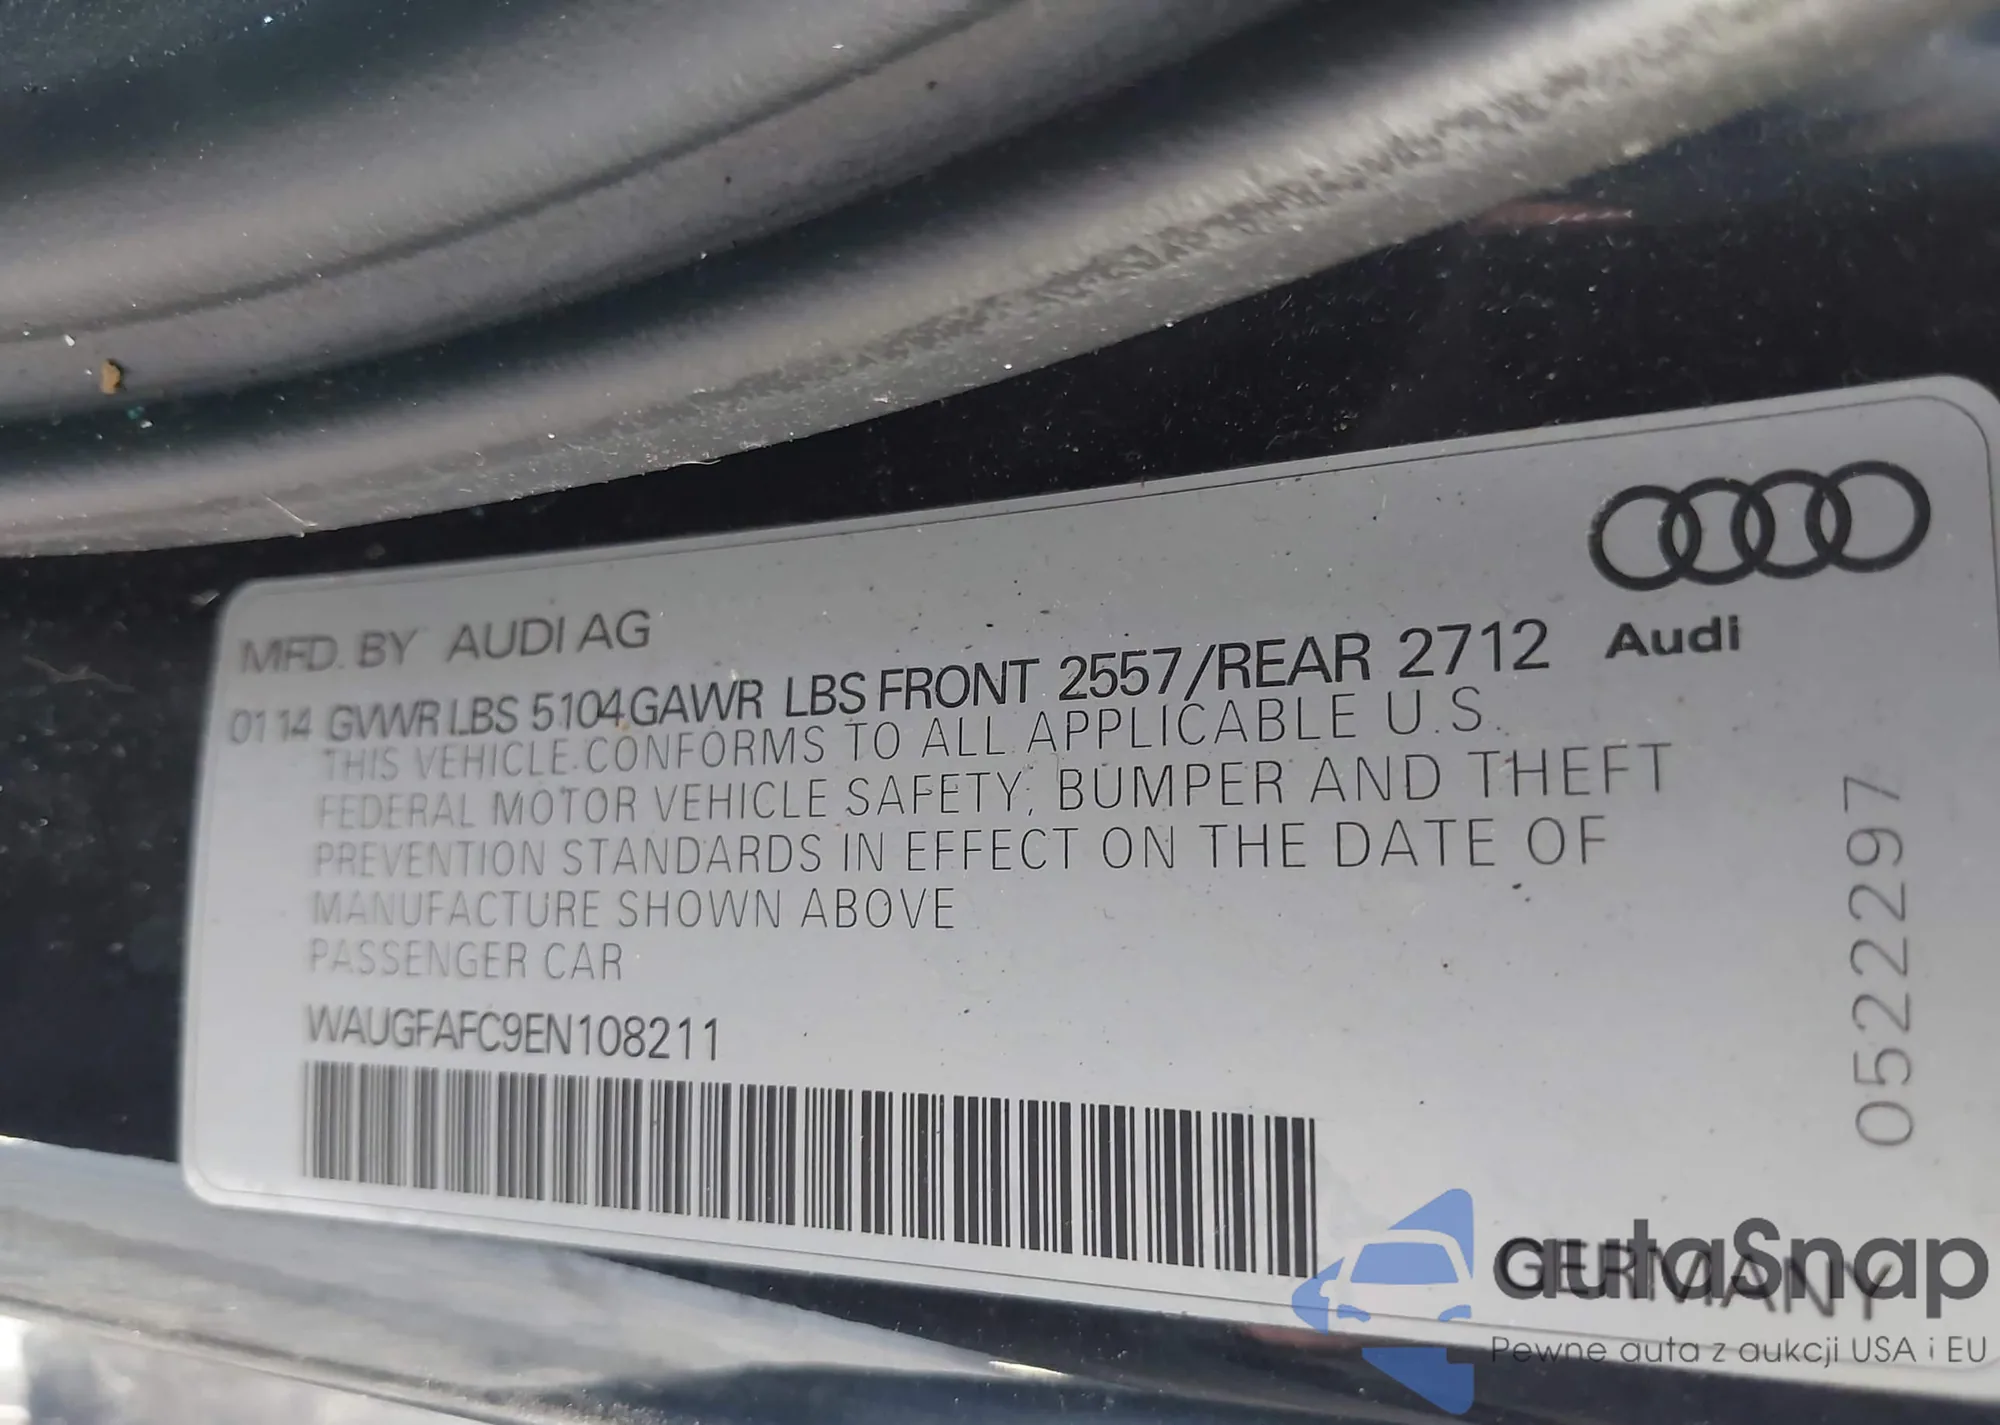 MFD. BY AUDI AG
01 14 GVWR LBS 5104 GAWR LBS FRONT 2557/REAR 2712
Audi
THIS VEHICLE CONFORMS TO ALL APPLICABLE U.S.
FEDERAL MOTOR VEHICLE SAFETY, BUMPER AND THEFT
PREVENTION STANDARDS IN EFFECT ON THE DATE OF
MANUFACTURE SHOWN ABOVE
PASSENGER CAR
WAUGFAFC9EN108211
0522297
GERMANY
autaSnap
Pewne auta z aukcji USA i EU